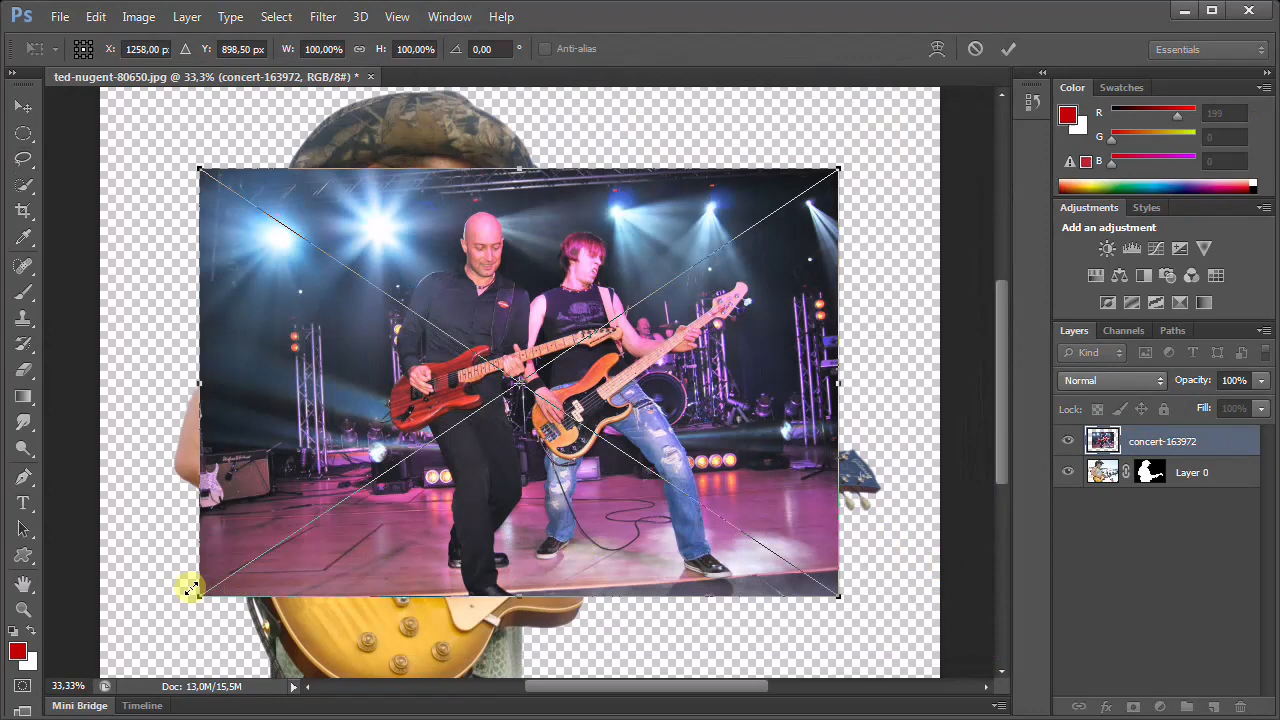 Ps File Edit Image Layer Type Select Filter 3D View Window Help
X: 1258,00 px Y: 898,50 px W: 100,00% H: 100,00% 0,00 ° Anti-alias Essentials
ted-nugent-80650.jpg @ 33,3% (concert-163972, RGB/8#) * ×
Color Swatches
R 199
G 0
B 0
Adjustments Styles
Add an adjustment
Layers Channels Paths
Kind
Normal Opacity: 100%
Lock: Fill: 100%
concert-163972
Layer 0
33,33% Doc: 13,0M/15,5M
Mini Bridge Timeline